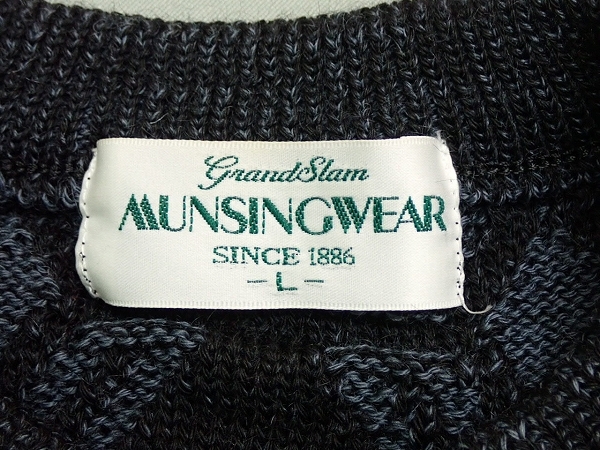 GrandSlam
MUNSINGWEAR
SINCE 1886
- L -